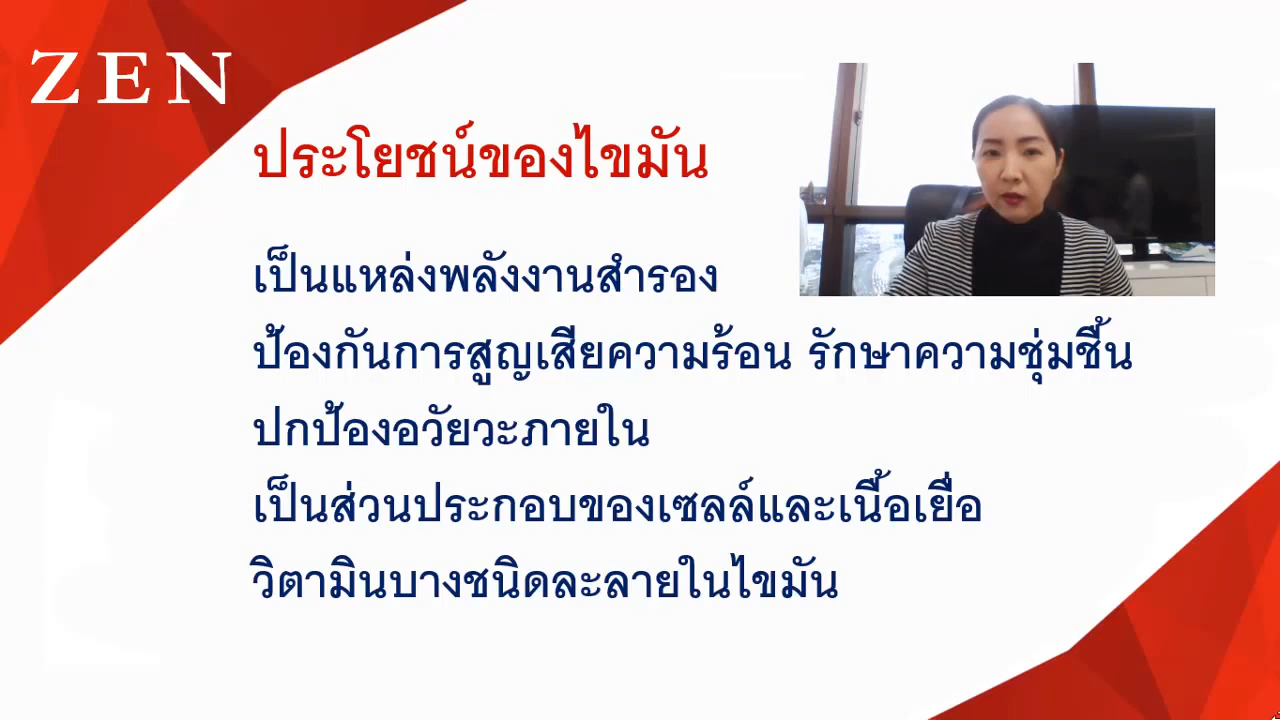 ZEN
ประโยชน์ของไขมัน
เป็นแหล่งพลังงานสำรอง
ป้องกันการสูญเสียความร้อน รักษาความชุ่มชื้น
ปกป้องอวัยวะภายใน
เป็นส่วนประกอบของเซลล์และเนื้อเยื่อ
วิตามินบางชนิดละลายในไขมัน